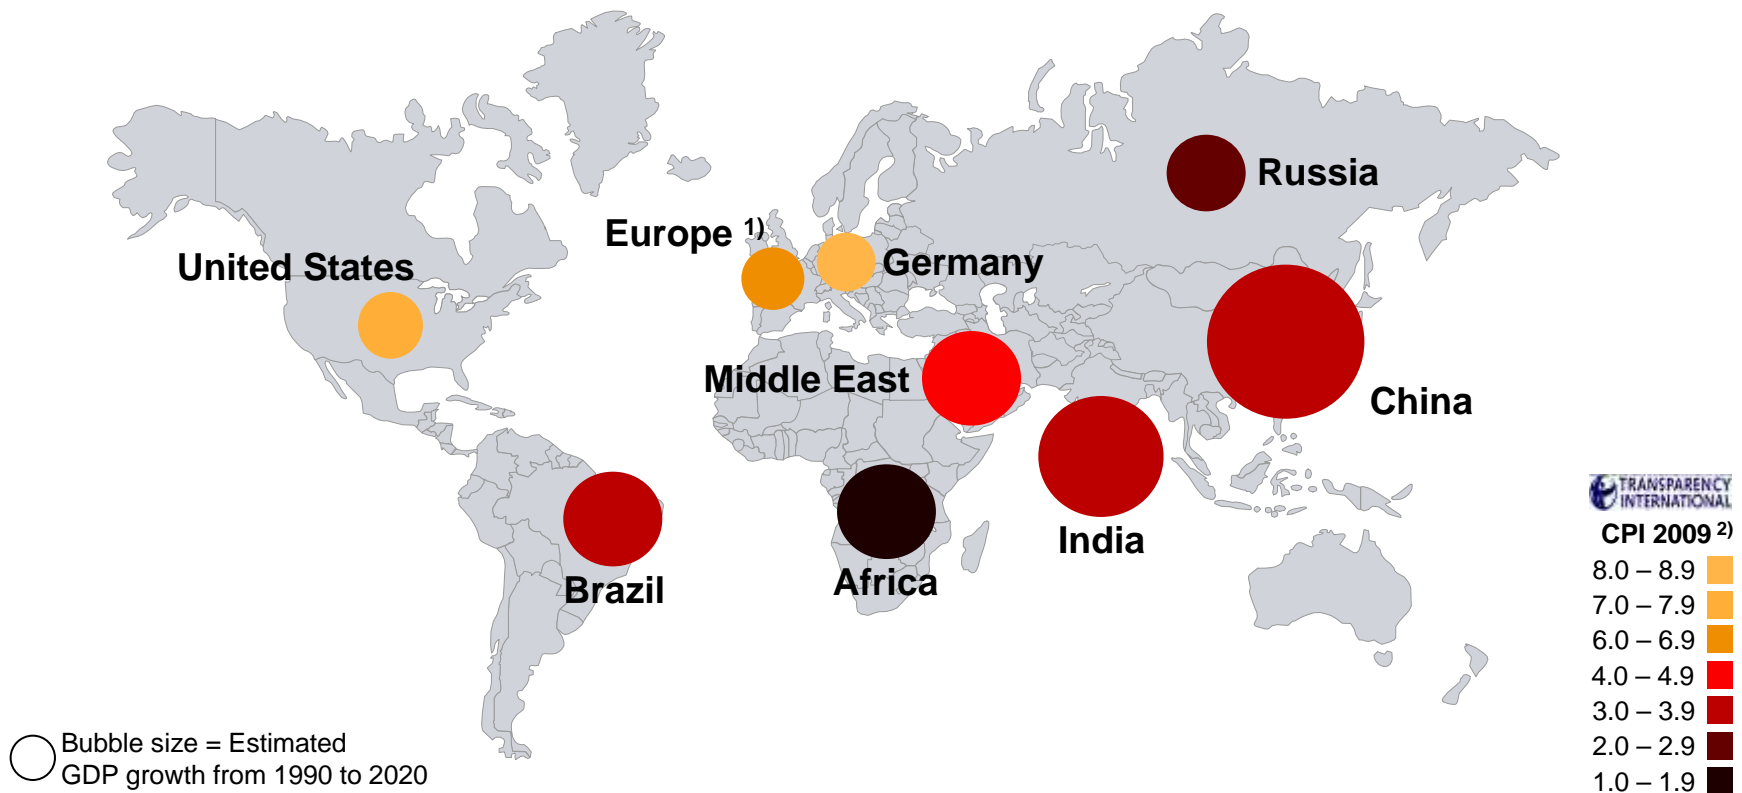 Russia
Europe 1)
Germany
United States
Middle East
China
India
Brazil
Africa
TRANSPARENCY
INTERNATIONAL
CPI 2009 2)
8.0 – 8.9
7.0 – 7.9
6.0 – 6.9
4.0 – 4.9
3.0 – 3.9
2.0 – 2.9
1.0 – 1.9
Bubble size = Estimated
GDP growth from 1990 to 2020